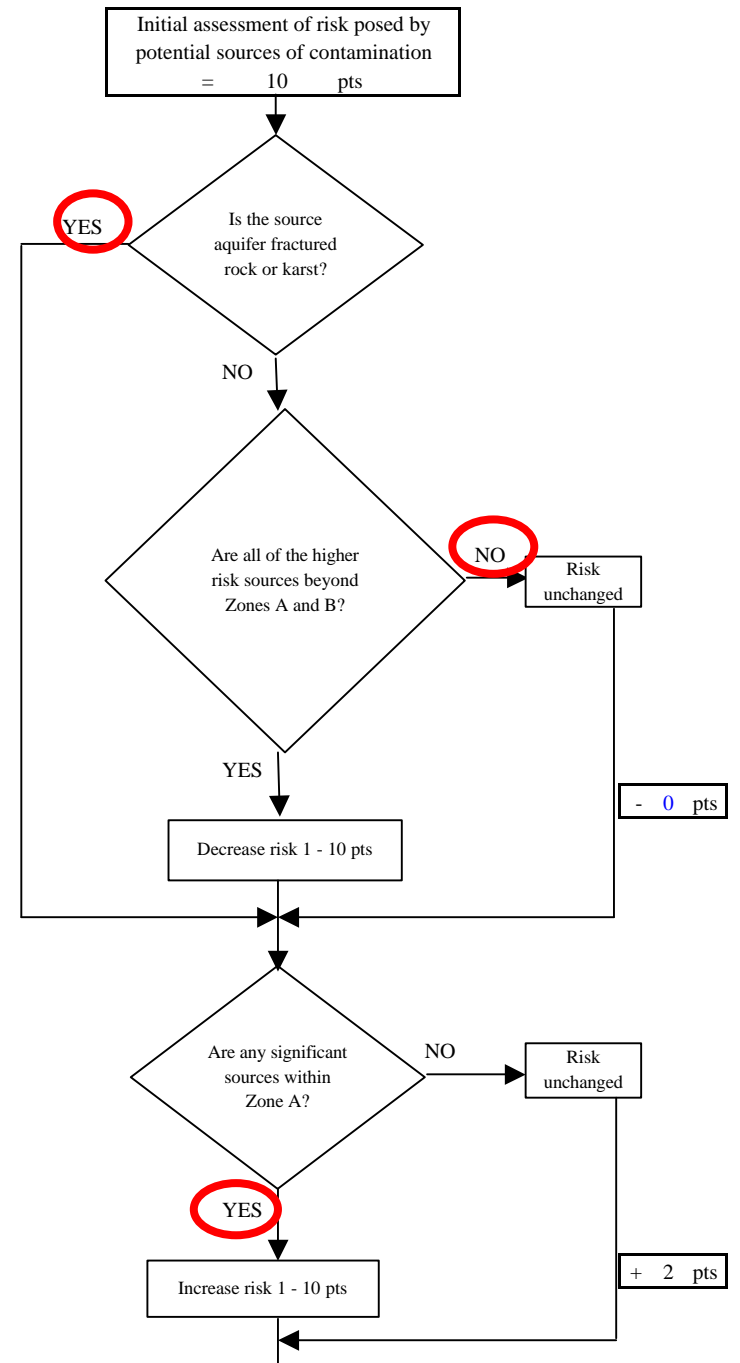 Initial assessment of risk posed by
potential sources of contamination
= 10 pts
YES
Is the source
aquifer fractured
rock or karst?
NO
Are all of the higher
risk sources beyond
Zones A and B?
NO
Risk
unchanged
YES
- 0 pts
Decrease risk 1 - 10 pts
Are any significant
sources within
Zone A?
NO
Risk
unchanged
YES
+ 2 pts
Increase risk 1 - 10 pts